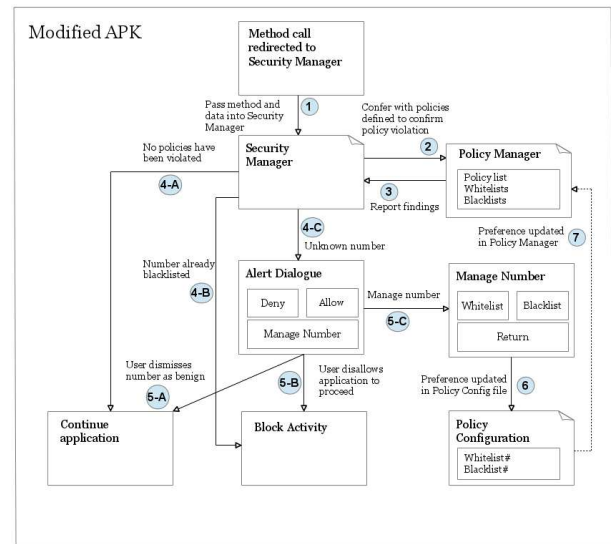 Modified APK
Method call
redirected to
Security Manager
Pass method and
data into Security
Manager
1
Confer with policies
defined to confirm
policy violation
2
No policies have
been violated
4-A
Security
Manager
Policy Manager
Policy list
Whitelists
Blacklists
3
Report findings
4-C
Unknown number
Preference updated
in Policy Manager
7
Number already
blacklisted
4-B
Alert Dialogue
Deny
Allow
Manage Number
Manage number
5-C
Manage Number
Whitelist
Blacklist
Return
User dismisses
number as benign
5-A
5-B
User disallows
application to
proceed
Preference updated
in Policy Config file
6
Continue
application
Block Activity
Policy
Configuration
Whitelist#
Blacklist#